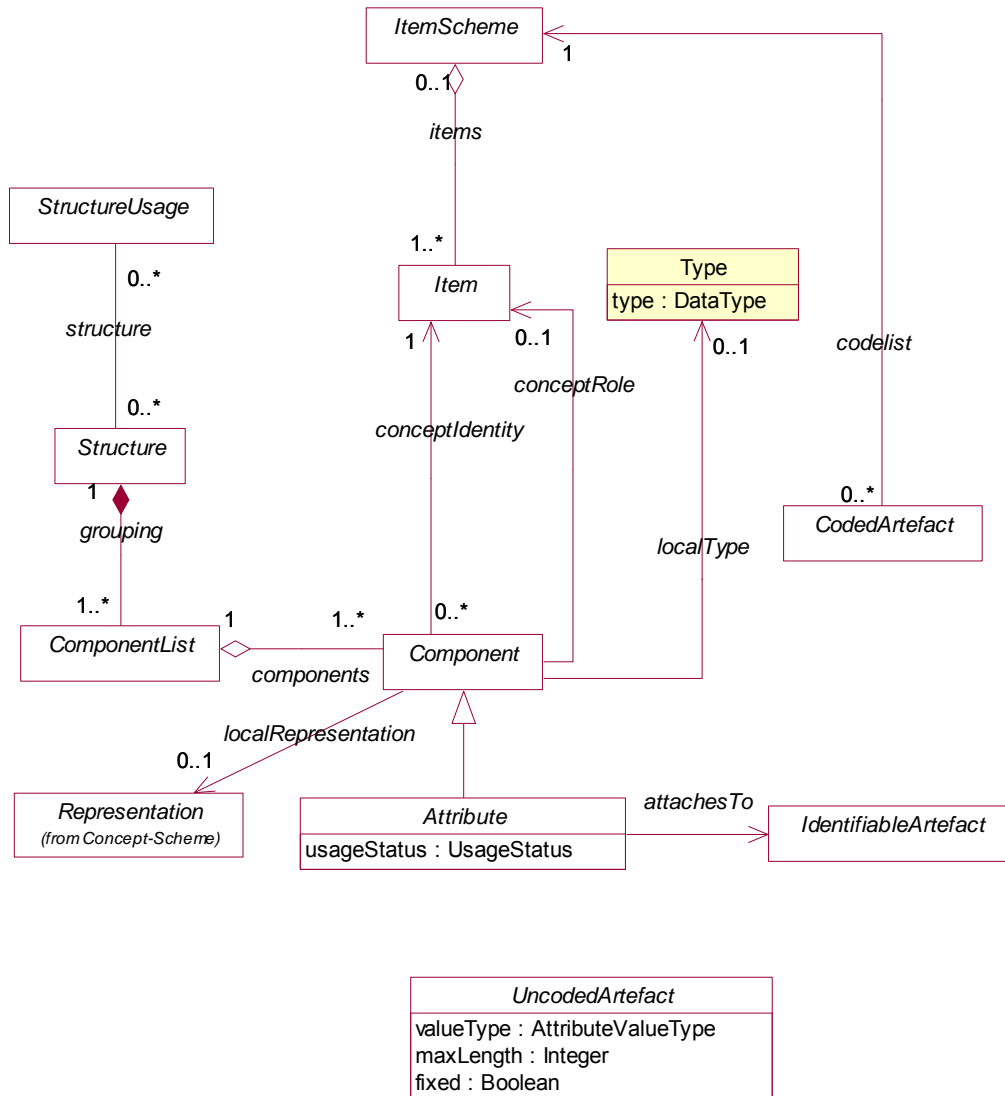 ItemScheme
1
0..1
items
StructureUsage
0..*
1..*
Type
Item
type : DataType
structure
1
0..1
0..1
codelist
conceptRole
0..*
conceptIdentity
Structure
1
0..*
CodedArtefact
grouping
localType
1..*
1
1..*
0..*
ComponentList
Component
components
localRepresentation
0..1
attachesTo
Representation
(from Concept-Scheme)
Attribute
usageStatus : UsageStatus
IdentifiableArtefact
UncodedArtefact
valueType : AttributeValueType
maxLength : Integer
fixed : Boolean